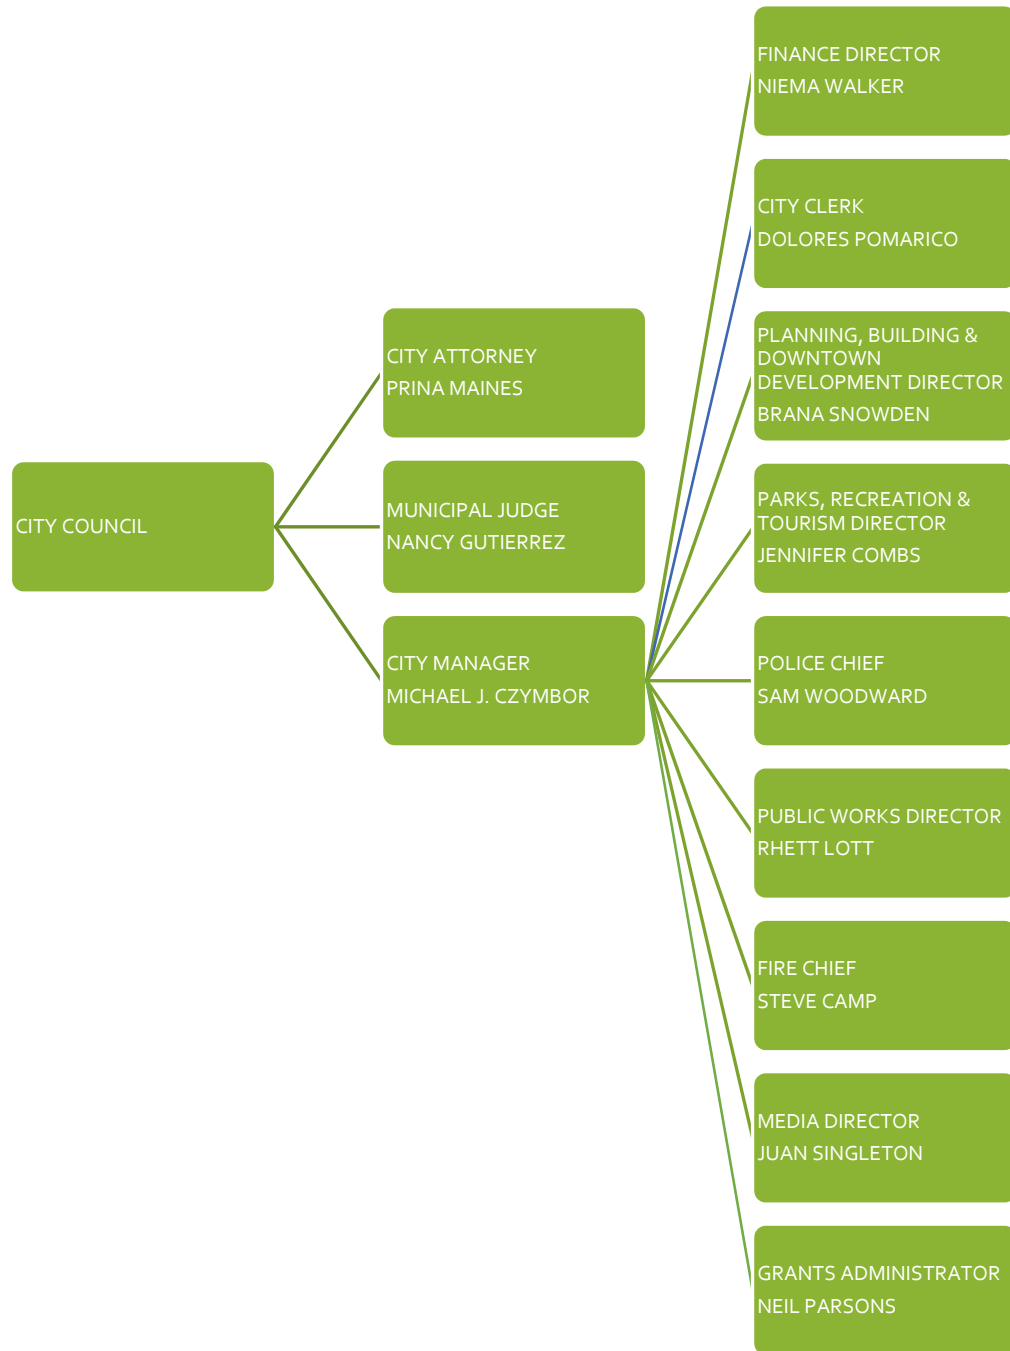 CITY COUNCIL
CITY ATTORNEY
PRINA MAINES
MUNICIPAL JUDGE
NANCY GUTIERREZ
CITY MANAGER
MICHAEL J. CZYMBOR
FINANCE DIRECTOR
NIEMA WALKER
CITY CLERK
DOLORES POMARICO
PLANNING, BUILDING &
DOWNTOWN
DEVELOPMENT DIRECTOR
BRANA SNOWDEN
PARKS, RECREATION &
TOURISM DIRECTOR
JENNIFER COMBS
POLICE CHIEF
SAM WOODWARD
PUBLIC WORKS DIRECTOR
RHETT LOTT
FIRE CHIEF
STEVE CAMP
MEDIA DIRECTOR
JUAN SINGLETON
GRANTS ADMINISTRATOR
NEIL PARSONS